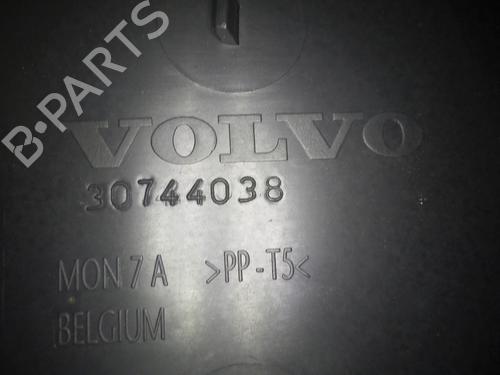 B-PARTS
VOLVO
30744038
MON 7 A >PP-T5<
BELGIUM